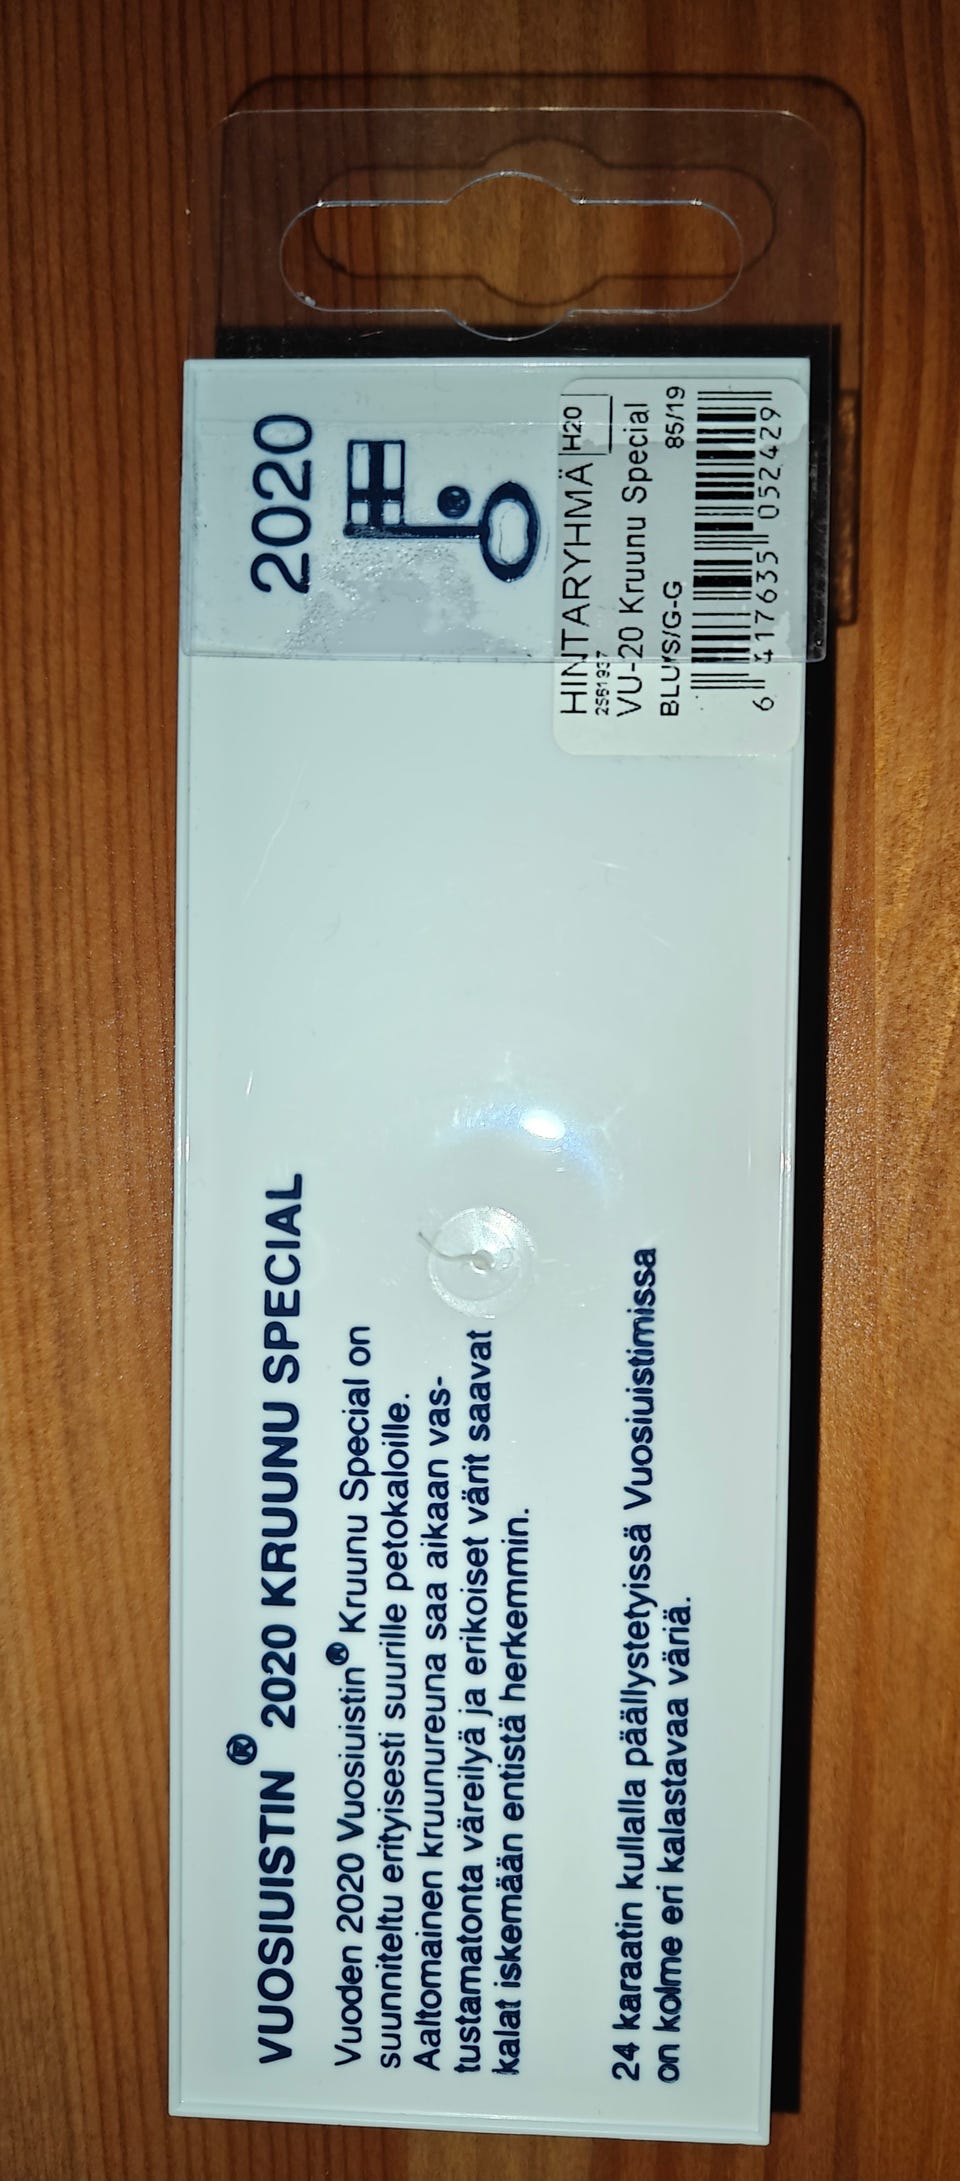 VUOSIUISTIN® 2020 KRUUNU SPECIAL
Vuoden 2020 Vuosiuistin® Kruunu Special on
suunniteltu erityisesti suurille petokaloille.
Aaltomainen kruunureuna saa aikaan vas-
tustamatonta väreilyä ja erikoiset värit saavat
kalat iskemään entistä herkemmin.
24 karaatin kullalla päällystetyissä Vuosiuistimissa
on kolme eri kalastavaa väriä.
2020
®
HINTARYHMÄ H20
2561937
VU-20 Kruunu Special
BLU/S/G-G 85/19
6 417635 052429